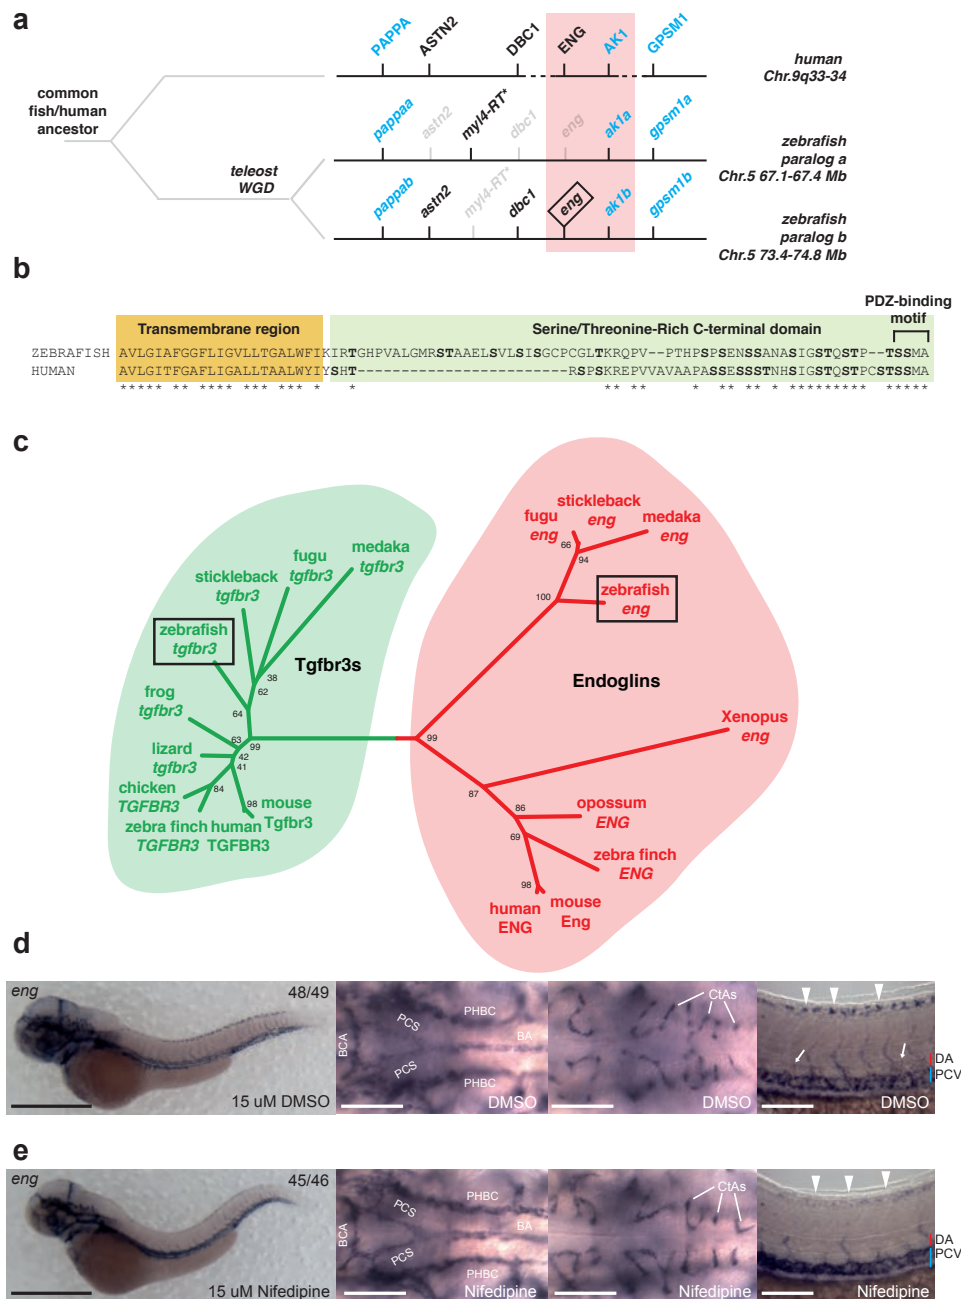 a
PAPPA ASTN2 DBC1 ENG AK1 GPSM1
human
Chr.9q33-34
common
fish/human
ancestor
pappaa astn2 myl4-RT* dbc1 eng ak1a gpsm1a
zebrafish
paralog a
Chr.5 67.1-67.4 Mb
teleost
WGD
pappab astn2 myl4-RT* dbc1 eng ak1b gpsm1b
zebrafish
paralog b
Chr.5 73.4-74.8 Mb
b
PDZ-binding
motif
Transmembrane region Serine/Threonine-Rich C-terminal domain
ZEBRAFISH AVLGIAFGGFLIGVLLTGALWFIKIRTGHPVALGMRSTAAELSVLSISGCPCGLTKRQPV--PTHPSPSENSSANASIGSTQSTP--TSSMA
HUMAN AVLGITFGAFLIGALLTAALWYIYSHT-------------------RSPSKREPVVAVAAPASSESSSTNHSIGSTQSTPCSTSSMA
c
stickleback
eng
fugu
eng
medaka
eng
66
94
100
zebrafish
eng
medaka
tgfbr3
fugu
tgfbr3
stickleback
tgfbr3
zebrafish
tgfbr3
Tgfbr3s
Endoglins
38
62
64
frog
tgfbr3
63
99
lizard
tgfbr3
42
41
chicken
TGFBR3
84
98
mouse
Tgfbr3
zebra finch
TGFBR3
human
TGFBR3
99
Xenopus
eng
87
86
opossum
ENG
69
zebra finch
ENG
98
human
ENG
mouse
Eng
d
eng 48/49
15 uM DMSO
BCA PCS PCS PHBC BA PHBC
DMSO
CtAs
DMSO
DA
PCV
DMSO
e
eng 45/46
15 uM Nifedipine
BCA PCS PCS PHBC BA PHBC
Nifedipine
CtAs
Nifedipine
DA
PCV
Nifedipine